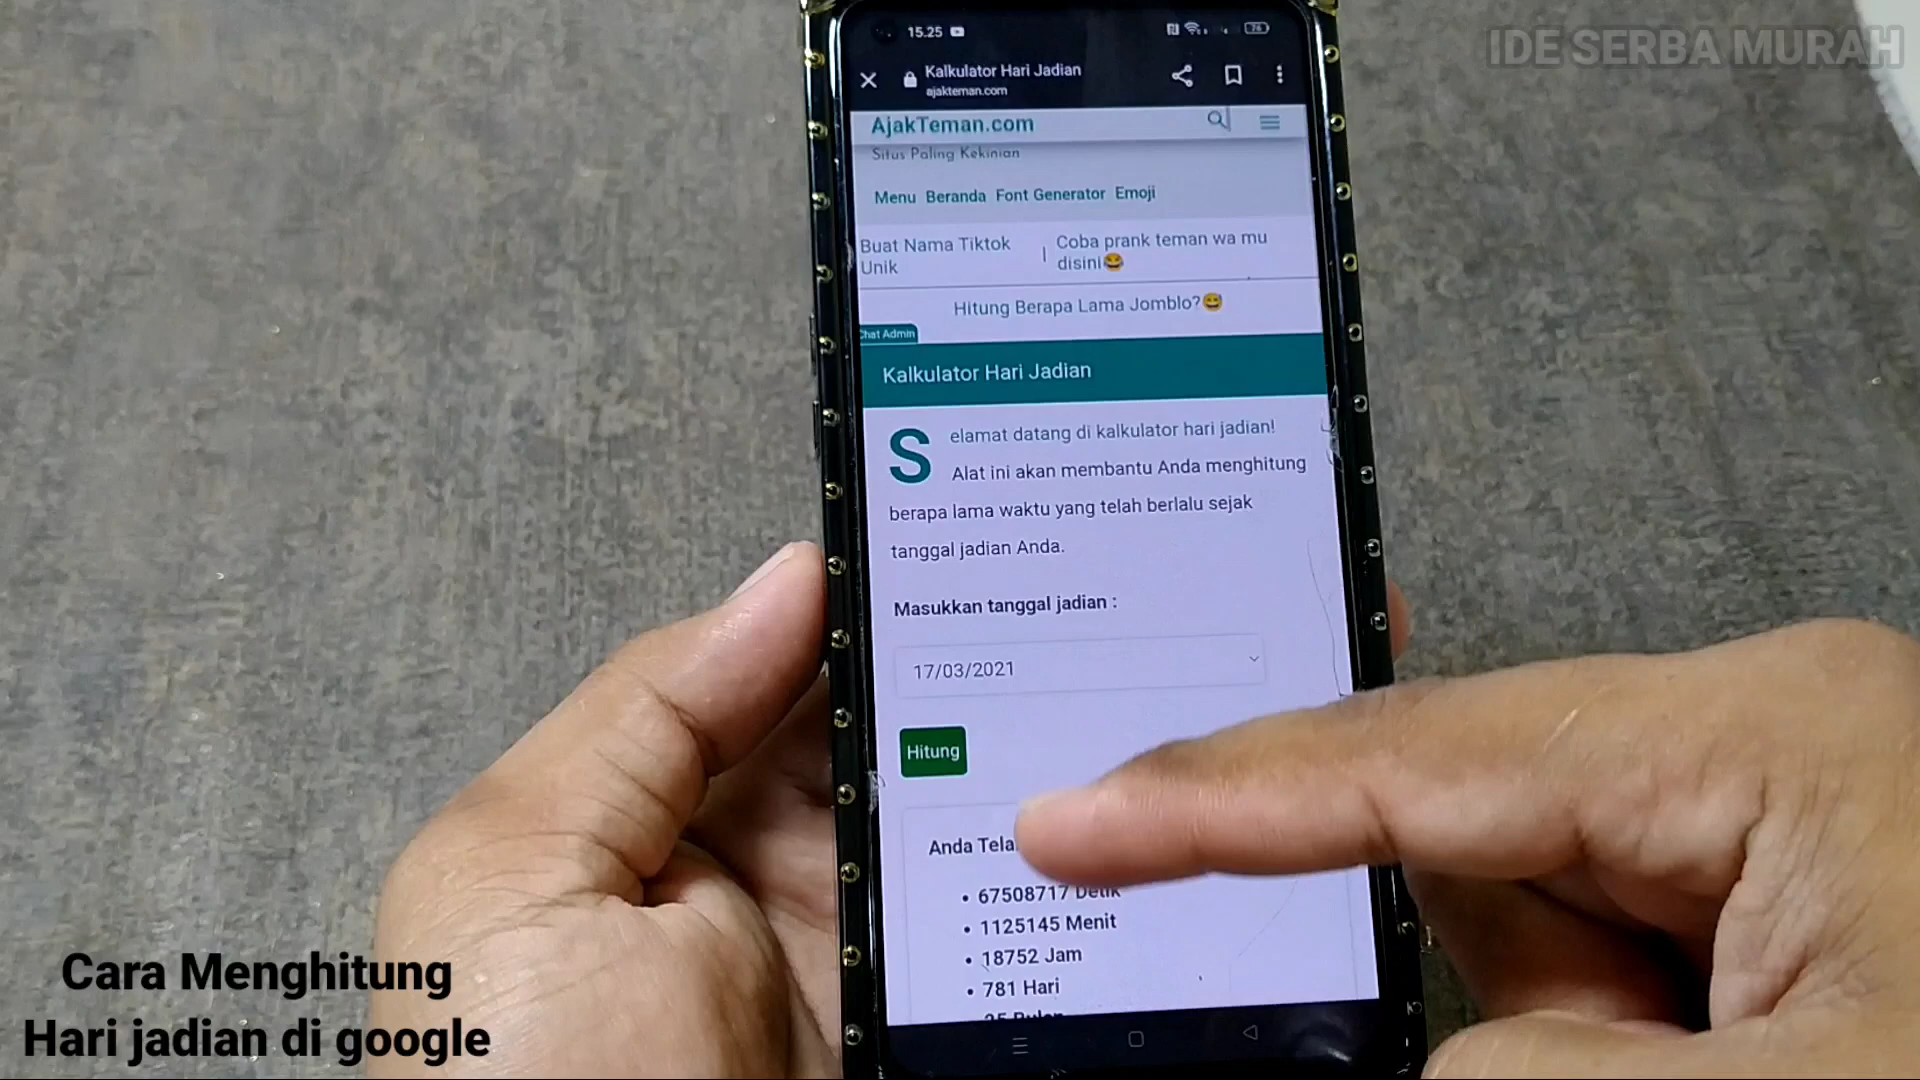 IDE SERBA MURAH
15.25
76
Kalkulator Hari Jadian
ajakteman.com
AjakTeman.com
Situs Paling Kekinian
Menu Beranda Font Generator Emoji
Buat Nama Tiktok Unik | Coba prank teman wa mu disini😂
Hitung Berapa Lama Jomblo?😅
Chat Admin
Kalkulator Hari Jadian
Selamat datang di kalkulator hari jadian!
Alat ini akan membantu Anda menghitung
berapa lama waktu yang telah berlalu sejak
tanggal jadian Anda.
Masukkan tanggal jadian :
17/03/2021
Hitung
Anda
• 67508717 Detik
• 1125145 Menit
• 18752 Jam
• 781 Hari
25 Bulan
Cara Menghitung
Hari jadian di google